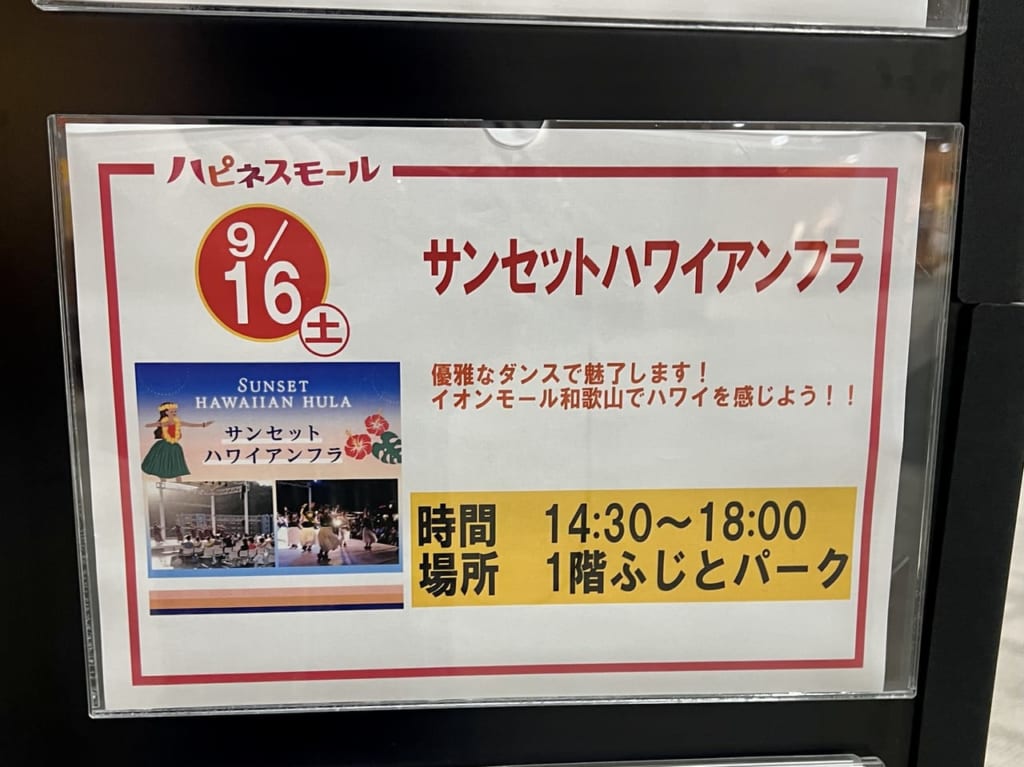 ハピネスモール
9/
16
土
サンセットハワイアンフラ
優雅なダンスで魅了します！
イオンモール和歌山でハワイを感じよう！！
SUNSET
HAWAIIAN HULA
サンセット
ハワイアンフラ
時間 14:30～18:00
場所 1階ふじとパーク